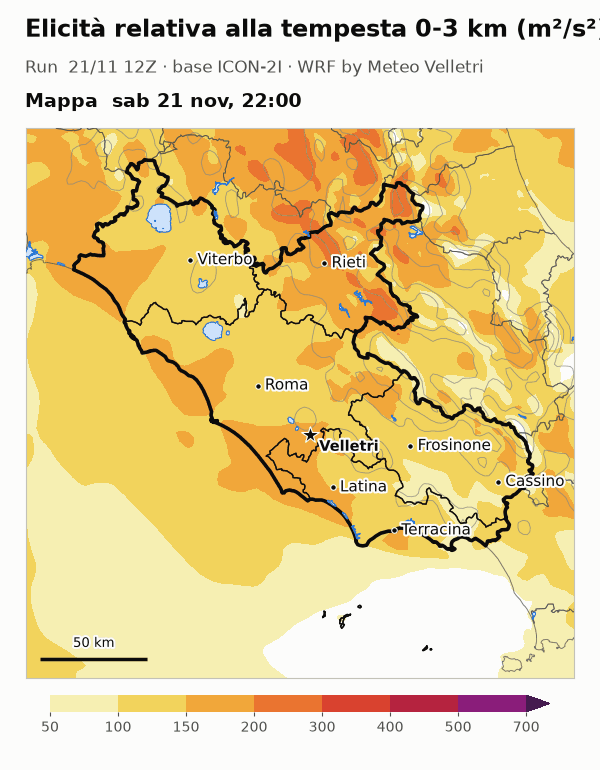 Elicità relativa alla tempesta 0-3 km (m²/s²)
Run 21/11 12Z · base ICON-2I · WRF by Meteo Velletri
Mappa sab 21 nov, 22:00
Viterbo
Rieti
Roma
Velletri
Frosinone
Cassino
Latina
Terracina
50 km
50 100 150 200 300 400 500 700